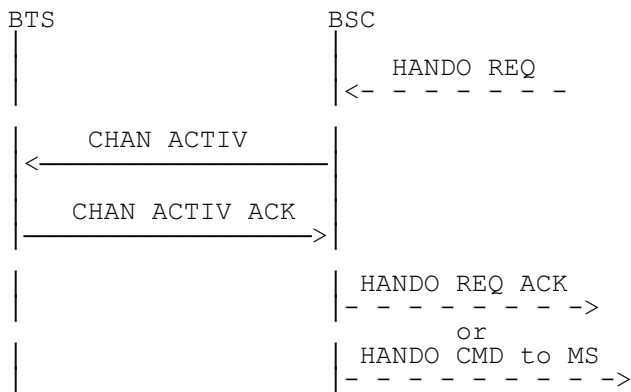 BTS BSC
HANDO REQ
CHAN ACTIV
CHAN ACTIV ACK
HANDO REQ ACK
or
HANDO CMD to MS